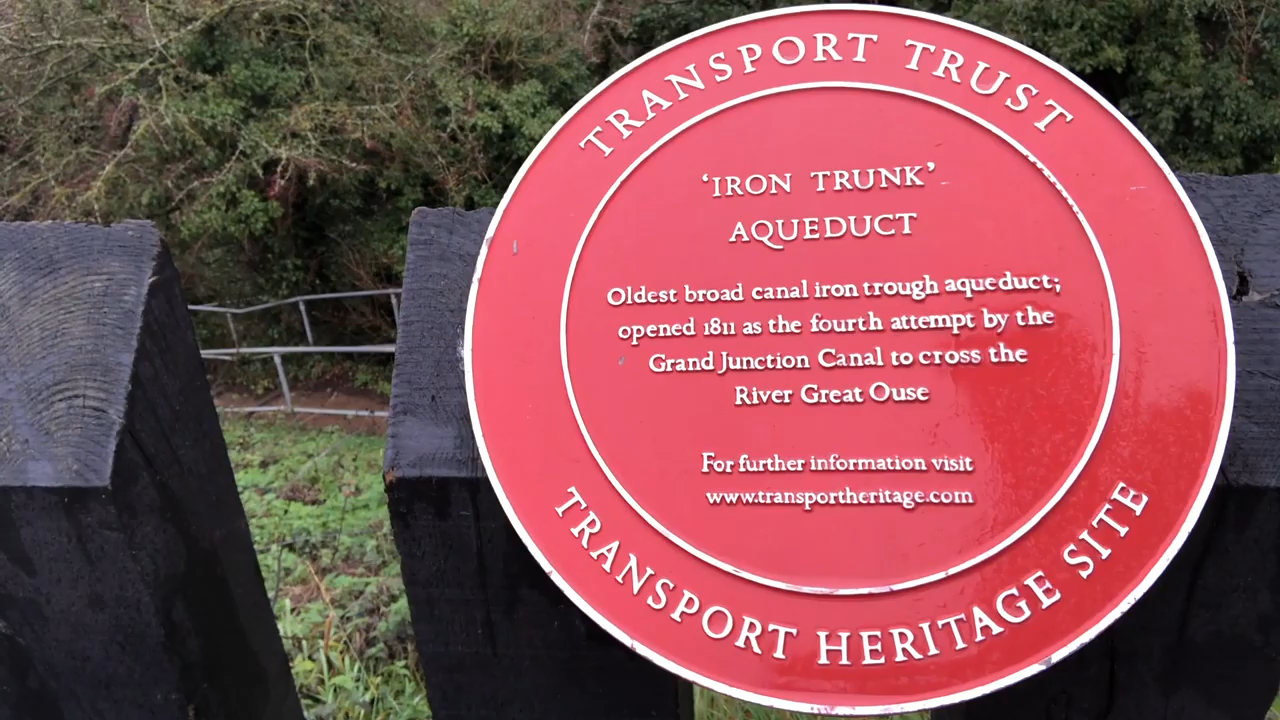 TRANSPORT TRUST
‘IRON TRUNK’
AQUEDUCT
Oldest broad canal iron trough aqueduct;
opened 1811 as the fourth attempt by the
Grand Junction Canal to cross the
River Great Ouse
For further information visit
www.transportheritage.com
TRANSPORT HERITAGE SITE